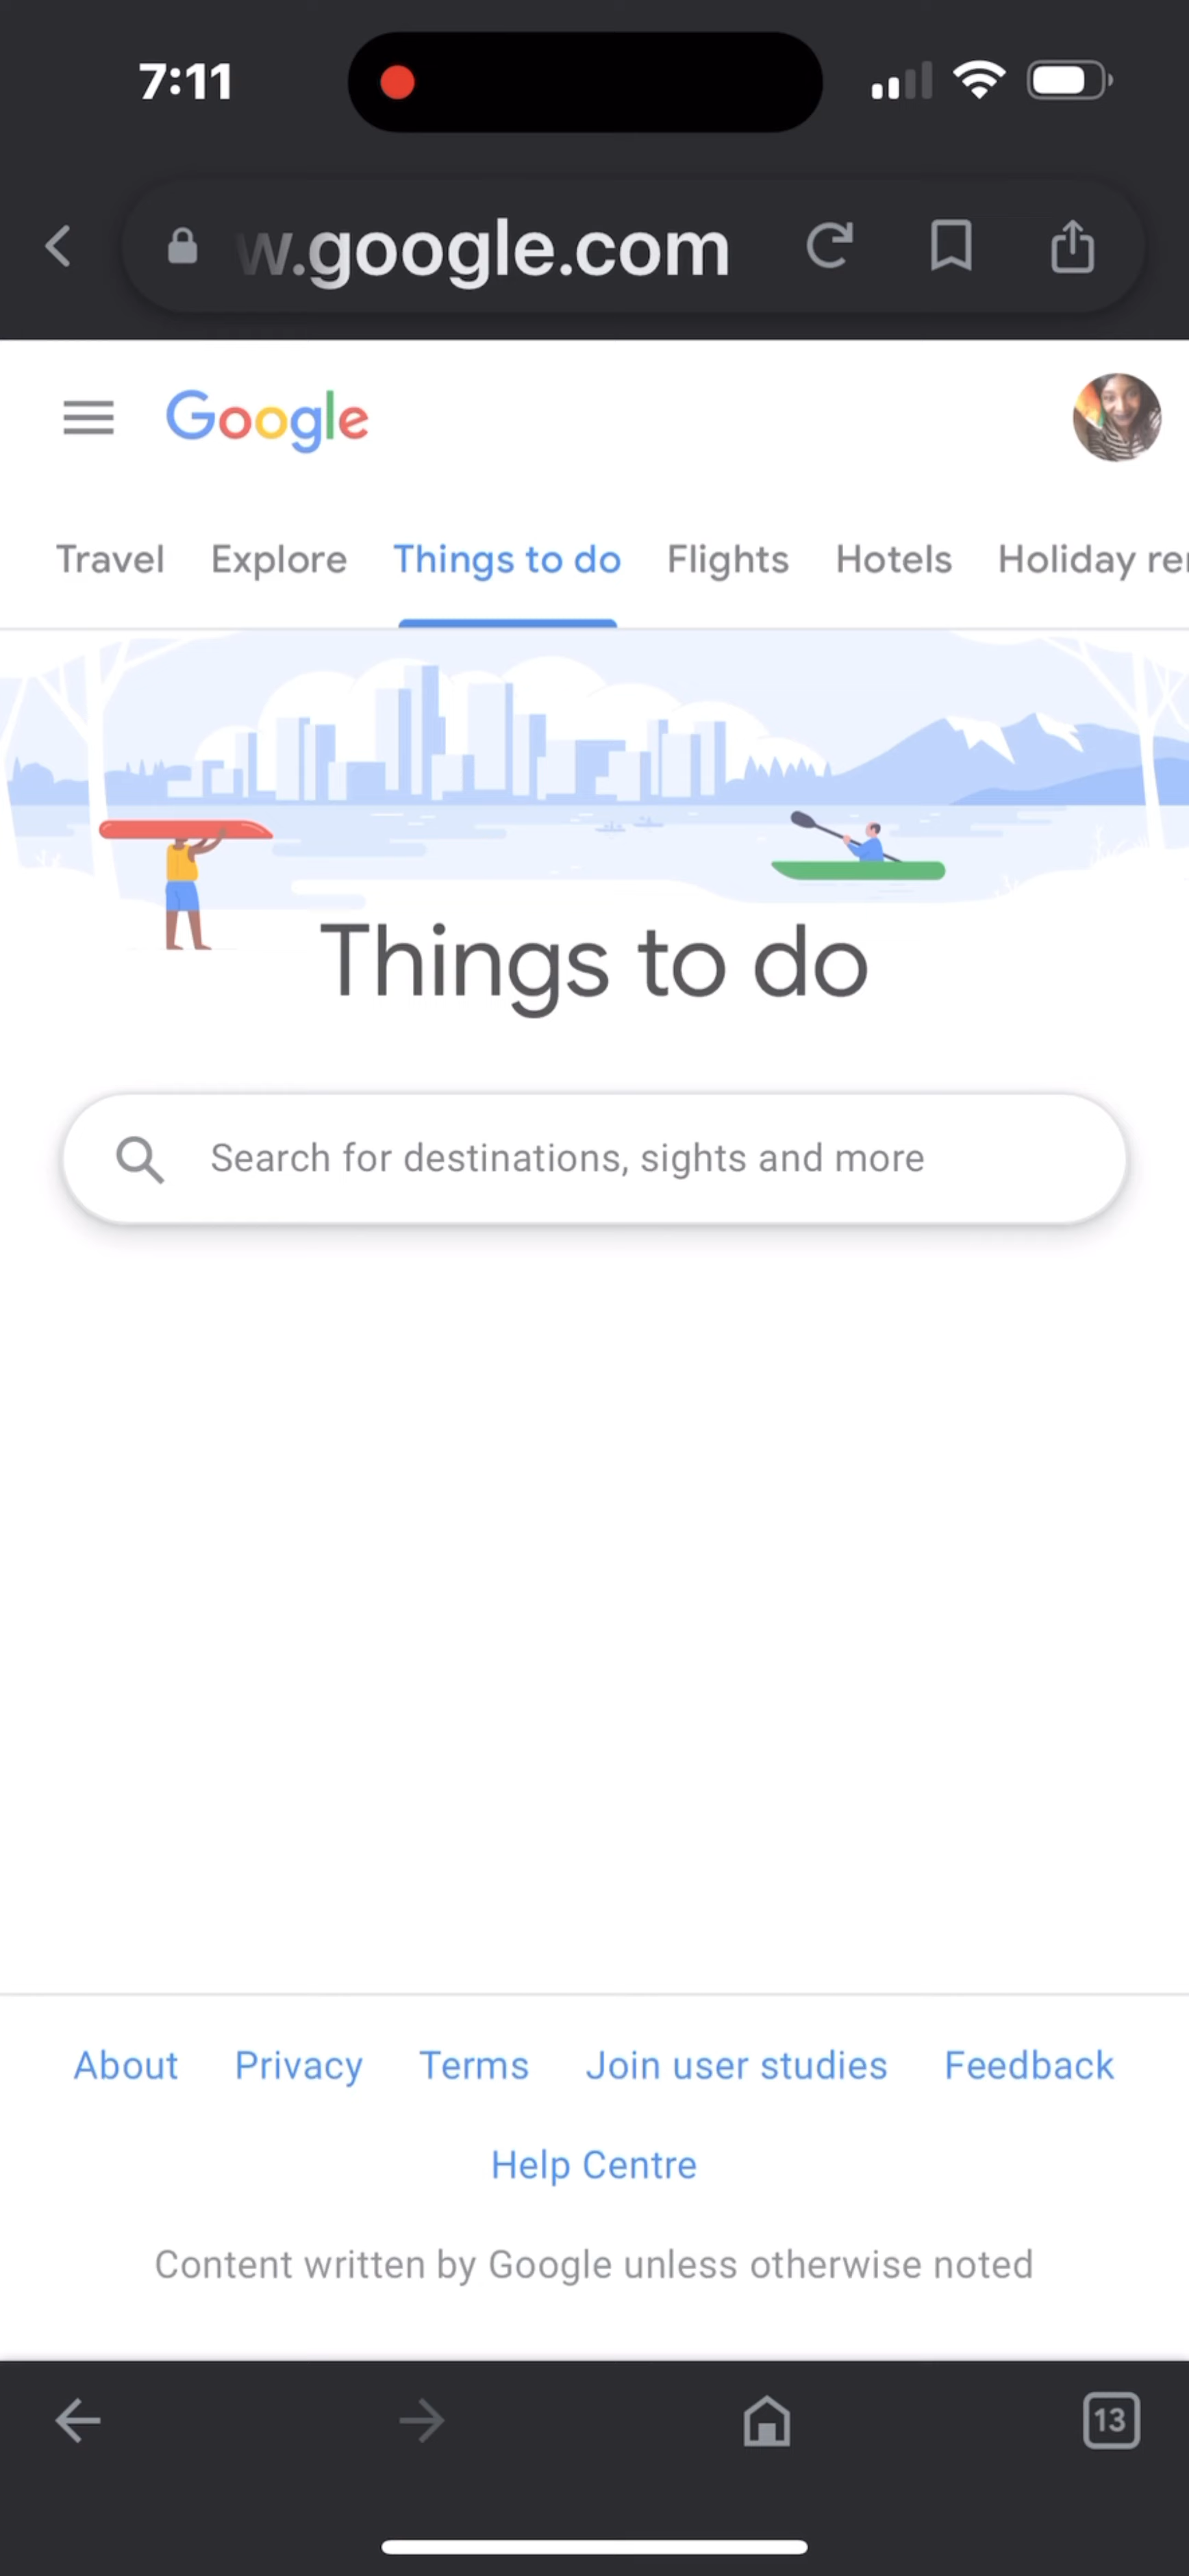 7:11
w.google.com
Google
Travel Explore Things to do Flights Hotels Holiday re
Things to do
Search for destinations, sights and more
About Privacy Terms Join user studies Feedback
Help Centre
Content written by Google unless otherwise noted
13